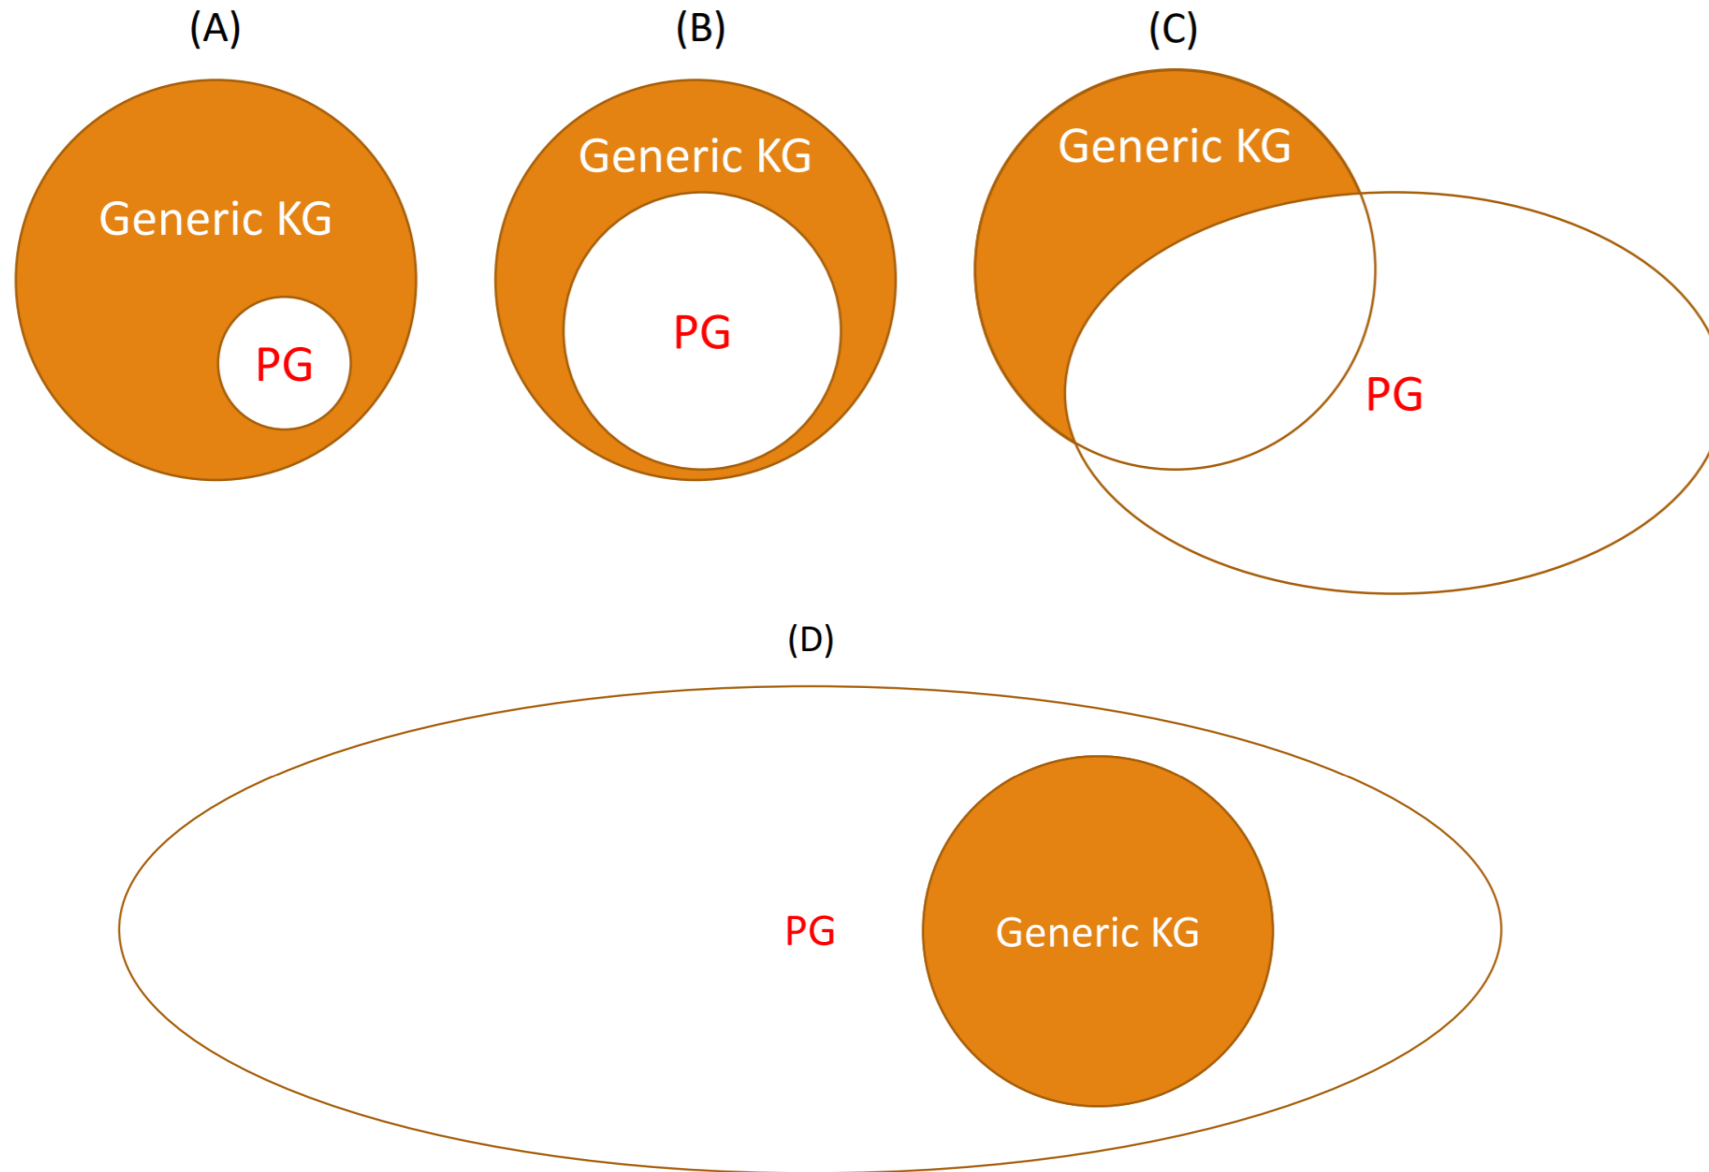 (A)
Generic KG
PG
(B)
Generic KG
PG
(C)
Generic KG
PG
(D)
PG
Generic KG